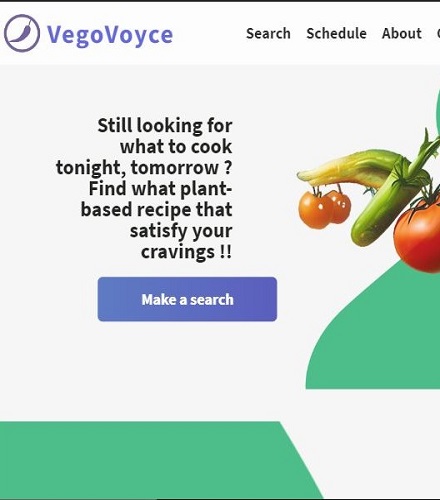 VegoVoyce
Search Schedule About
Still looking for
what to cook
tonight, tomorrow ?
Find what plant-
based recipe that
satisfy your
cravings !!
Make a search